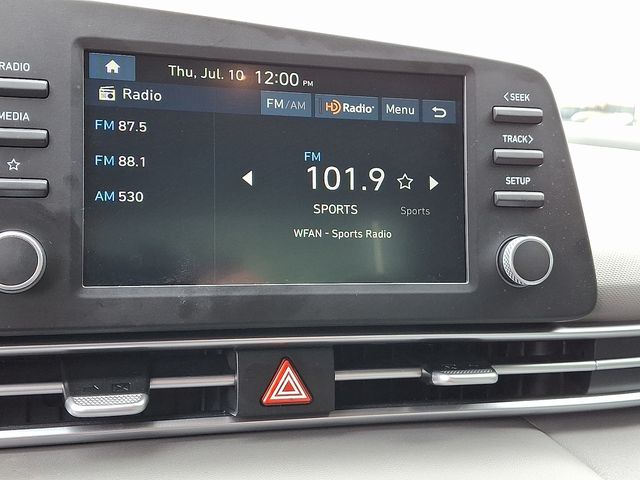 RADIO
MEDIA
Thu, Jul. 10 12:00 PM
Radio
FM/AM
HD Radio
Menu
FM 87.5
FM 88.1
AM 530
FM
101.9
SPORTS
Sports
WFAN - Sports Radio
<SEEK
TRACK>
SETUP